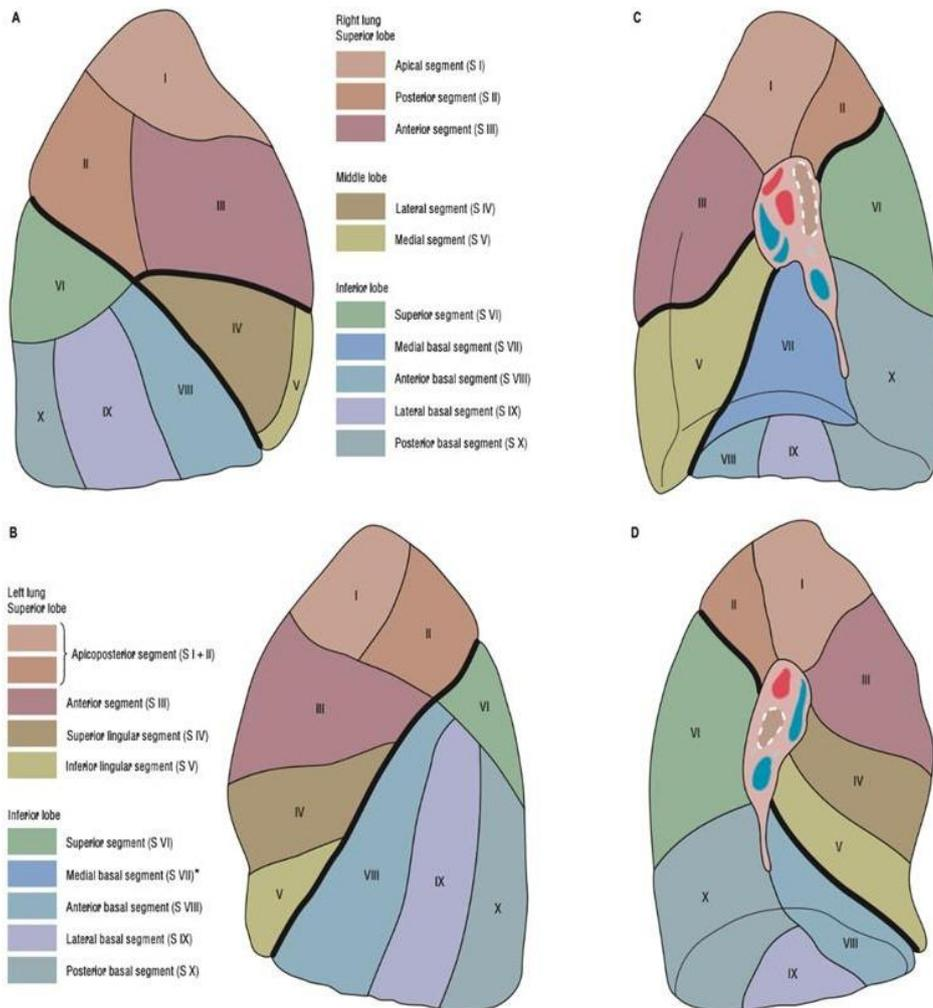 A
I
II
III
VI
IV
V
X
IX
VIII
Right lung
Superior lobe
Apical segment (S I)
Posterior segment (S II)
Anterior segment (S III)
Middle lobe
Lateral segment (S IV)
Medial segment (S V)
Inferior lobe
Superior segment (S VI)
Medial basal segment (S VII)
Anterior basal segment (S VIII)
Lateral basal segment (S IX)
Posterior basal segment (S X)
C
I
II
III
VI
V
VII
X
VIII
IX
B
Left lung
Superior lobe
Apicoposterior segment (S I + II)
Anterior segment (S III)
Superior lingular segment (S IV)
Inferior lingular segment (S V)
Inferior lobe
Superior segment (S VI)
Medial basal segment (S VII)*
Anterior basal segment (S VIII)
Lateral basal segment (S IX)
Posterior basal segment (S X)
I
II
III
VI
IV
V
VIII
IX
X
D
I
II
III
VI
IV
V
X
VIII
IX